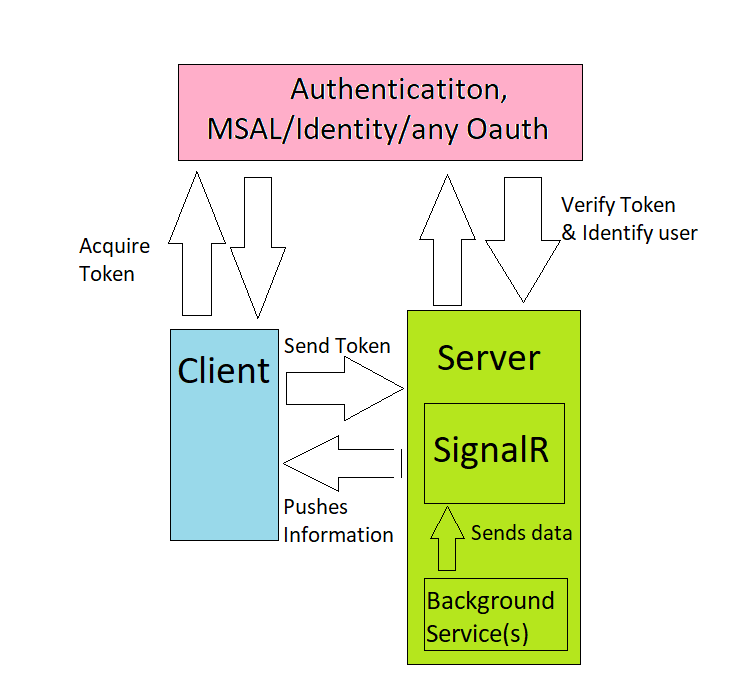 Authenticatiton,
MSAL/Identity/any Oauth
Acquire
Token
Verify Token
& Identify user
Client
Send Token
Server
SignalR
Pushes
Information
Sends data
Background
Service(s)